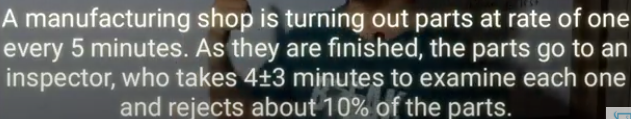 A manufacturing shop is turning out parts at rate of one
every 5 minutes. As they are finished, the parts go to an
inspector, who takes 4±3 minutes to examine each one
and rejects about 10% of the parts.